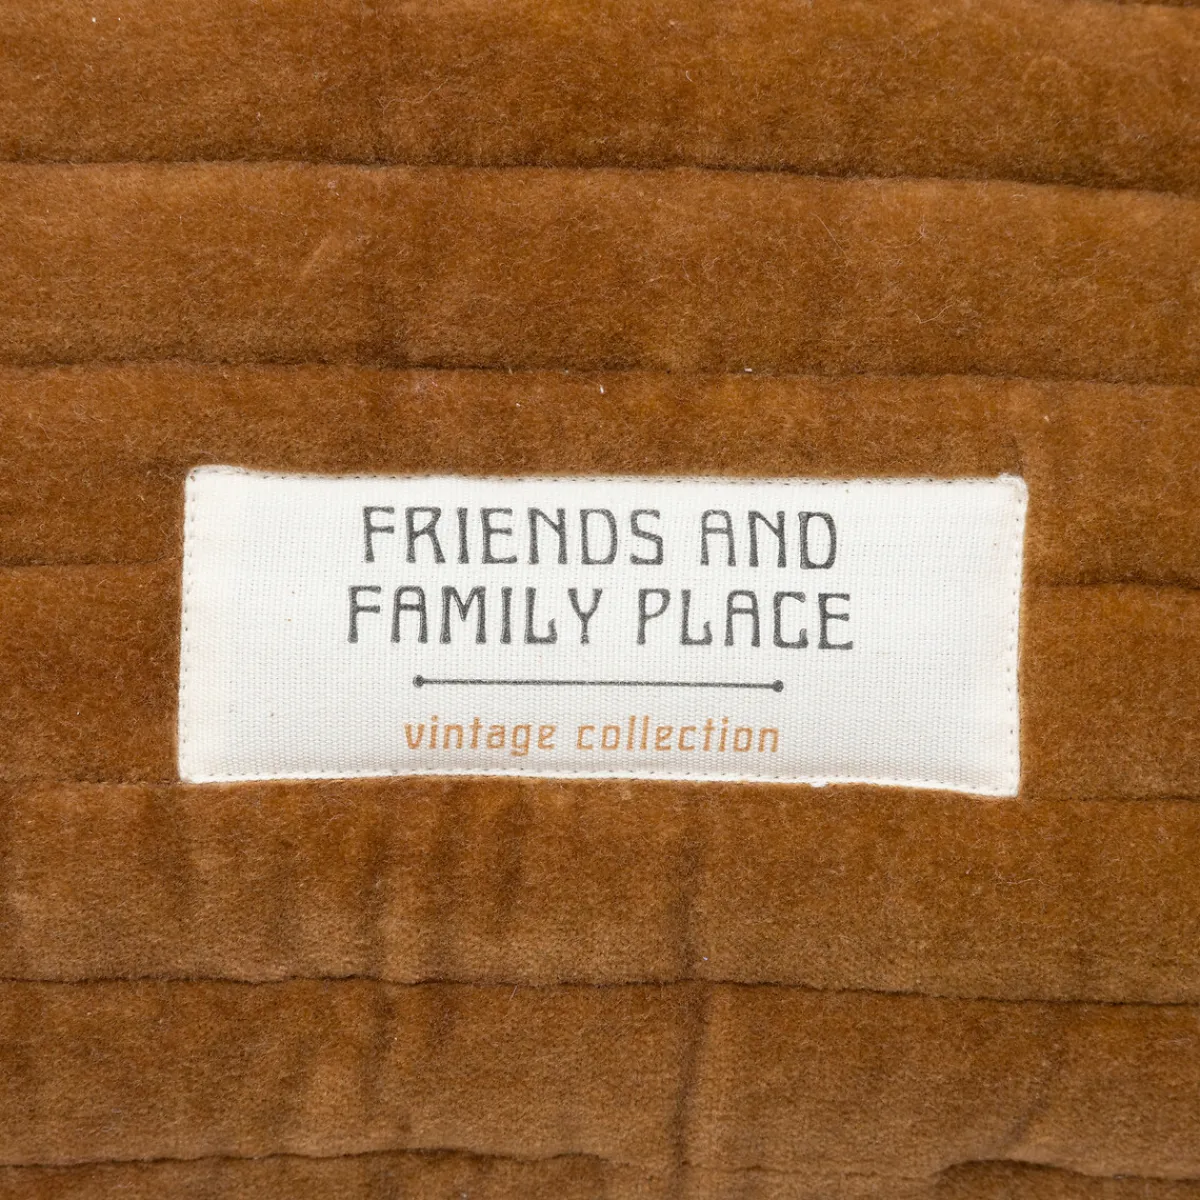 FRIENDS AND
FAMILY PLACE
vintage collection